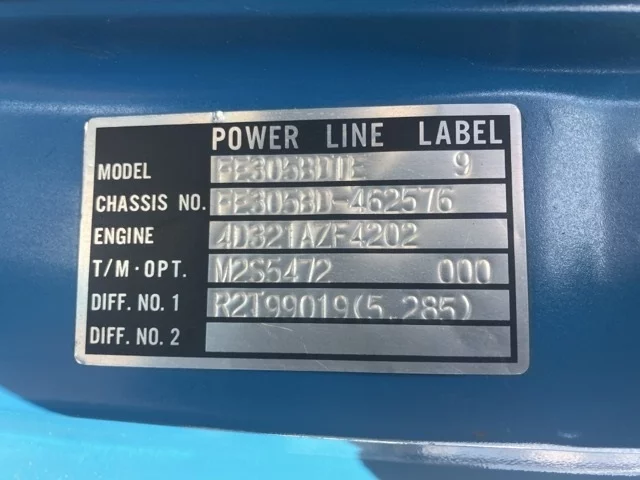 POWER LINE LABEL
MODEL FE305BDTE 9
CHASSIS NO. FE305BD-462576
ENGINE 4D321AZF4202
T/M·OPT. M2S5472 000
DIFF. NO. 1 R2T99019(5.285)
DIFF. NO. 2